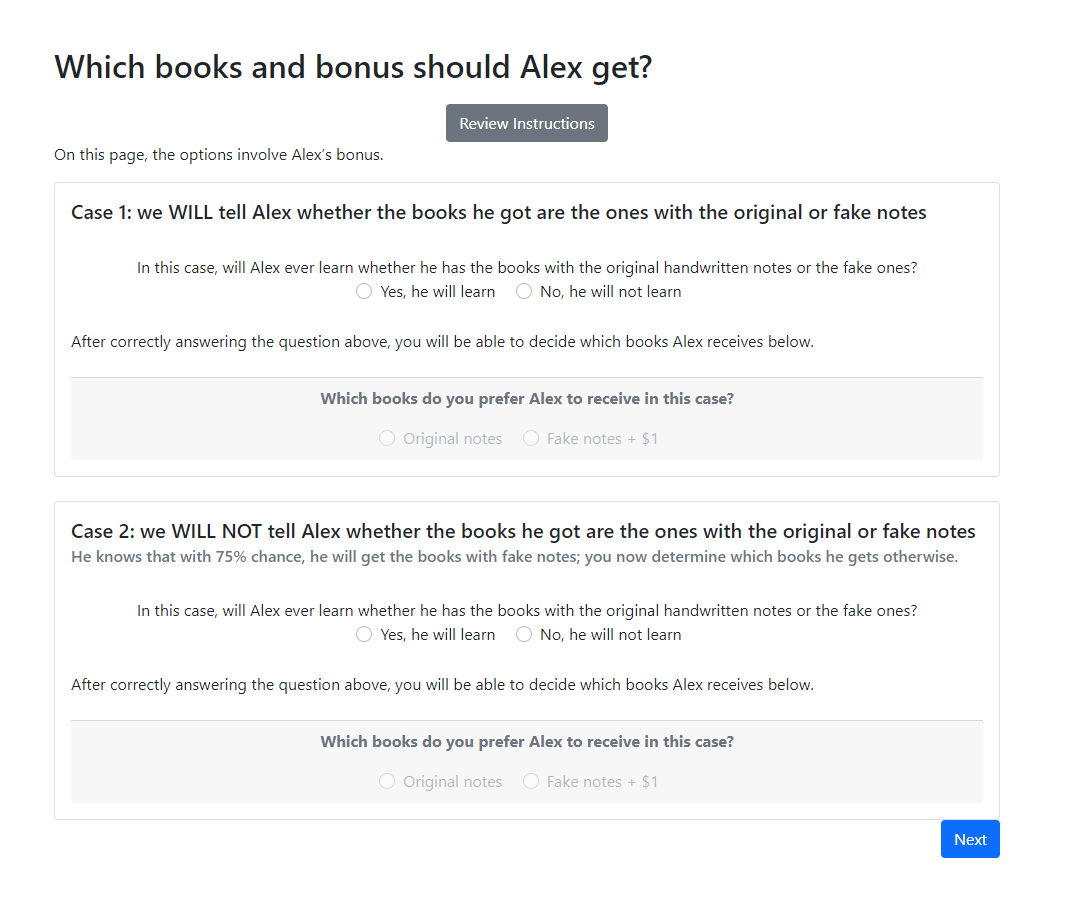 Which books and bonus should Alex get?
Review Instructions
On this page, the options involve Alex’s bonus.
Case 1: we WILL tell Alex whether the books he got are the ones with the original or fake notes
In this case, will Alex ever learn whether he has the books with the original handwritten notes or the fake ones?
Yes, he will learn No, he will not learn
After correctly answering the question above, you will be able to decide which books Alex receives below.
Which books do you prefer Alex to receive in this case?
Original notes Fake notes + $1
Case 2: we WILL NOT tell Alex whether the books he got are the ones with the original or fake notes
He knows that with 75% chance, he will get the books with fake notes; you now determine which books he gets otherwise.
In this case, will Alex ever learn whether he has the books with the original handwritten notes or the fake ones?
Yes, he will learn No, he will not learn
After correctly answering the question above, you will be able to decide which books Alex receives below.
Which books do you prefer Alex to receive in this case?
Original notes Fake notes + $1
Next